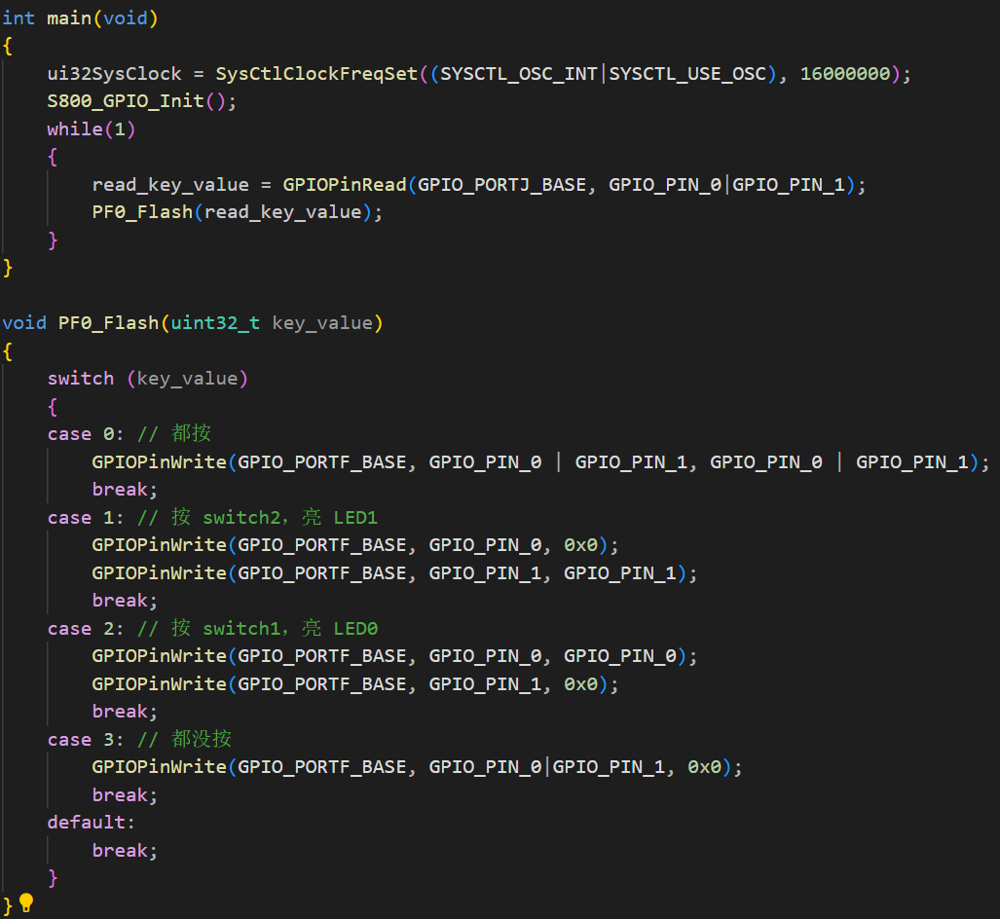 int main(void)
{
    ui32SysClock = SysCtlClockFreqSet((SYSCTL_OSC_INT|SYSCTL_USE_OSC), 16000000);
    S800_GPIO_Init();
    while(1)
    {
        read_key_value = GPIOPinRead(GPIO_PORTJ_BASE, GPIO_PIN_0|GPIO_PIN_1);
        PF0_Flash(read_key_value);
    }
}

void PF0_Flash(uint32_t key_value)
{
    switch (key_value)
    {
    case 0: // 都按
        GPIOPinWrite(GPIO_PORTF_BASE, GPIO_PIN_0 | GPIO_PIN_1, GPIO_PIN_0 | GPIO_PIN_1);
        break;
    case 1: // 按 switch2，亮 LED1
        GPIOPinWrite(GPIO_PORTF_BASE, GPIO_PIN_0, 0x0);
        GPIOPinWrite(GPIO_PORTF_BASE, GPIO_PIN_1, GPIO_PIN_1);
        break;
    case 2: // 按 switch1，亮 LED0
        GPIOPinWrite(GPIO_PORTF_BASE, GPIO_PIN_0, GPIO_PIN_0);
        GPIOPinWrite(GPIO_PORTF_BASE, GPIO_PIN_1, 0x0);
        break;
    case 3: // 都没按
        GPIOPinWrite(GPIO_PORTF_BASE, GPIO_PIN_0|GPIO_PIN_1, 0x0);
        break;
    default:
        break;
    }
}